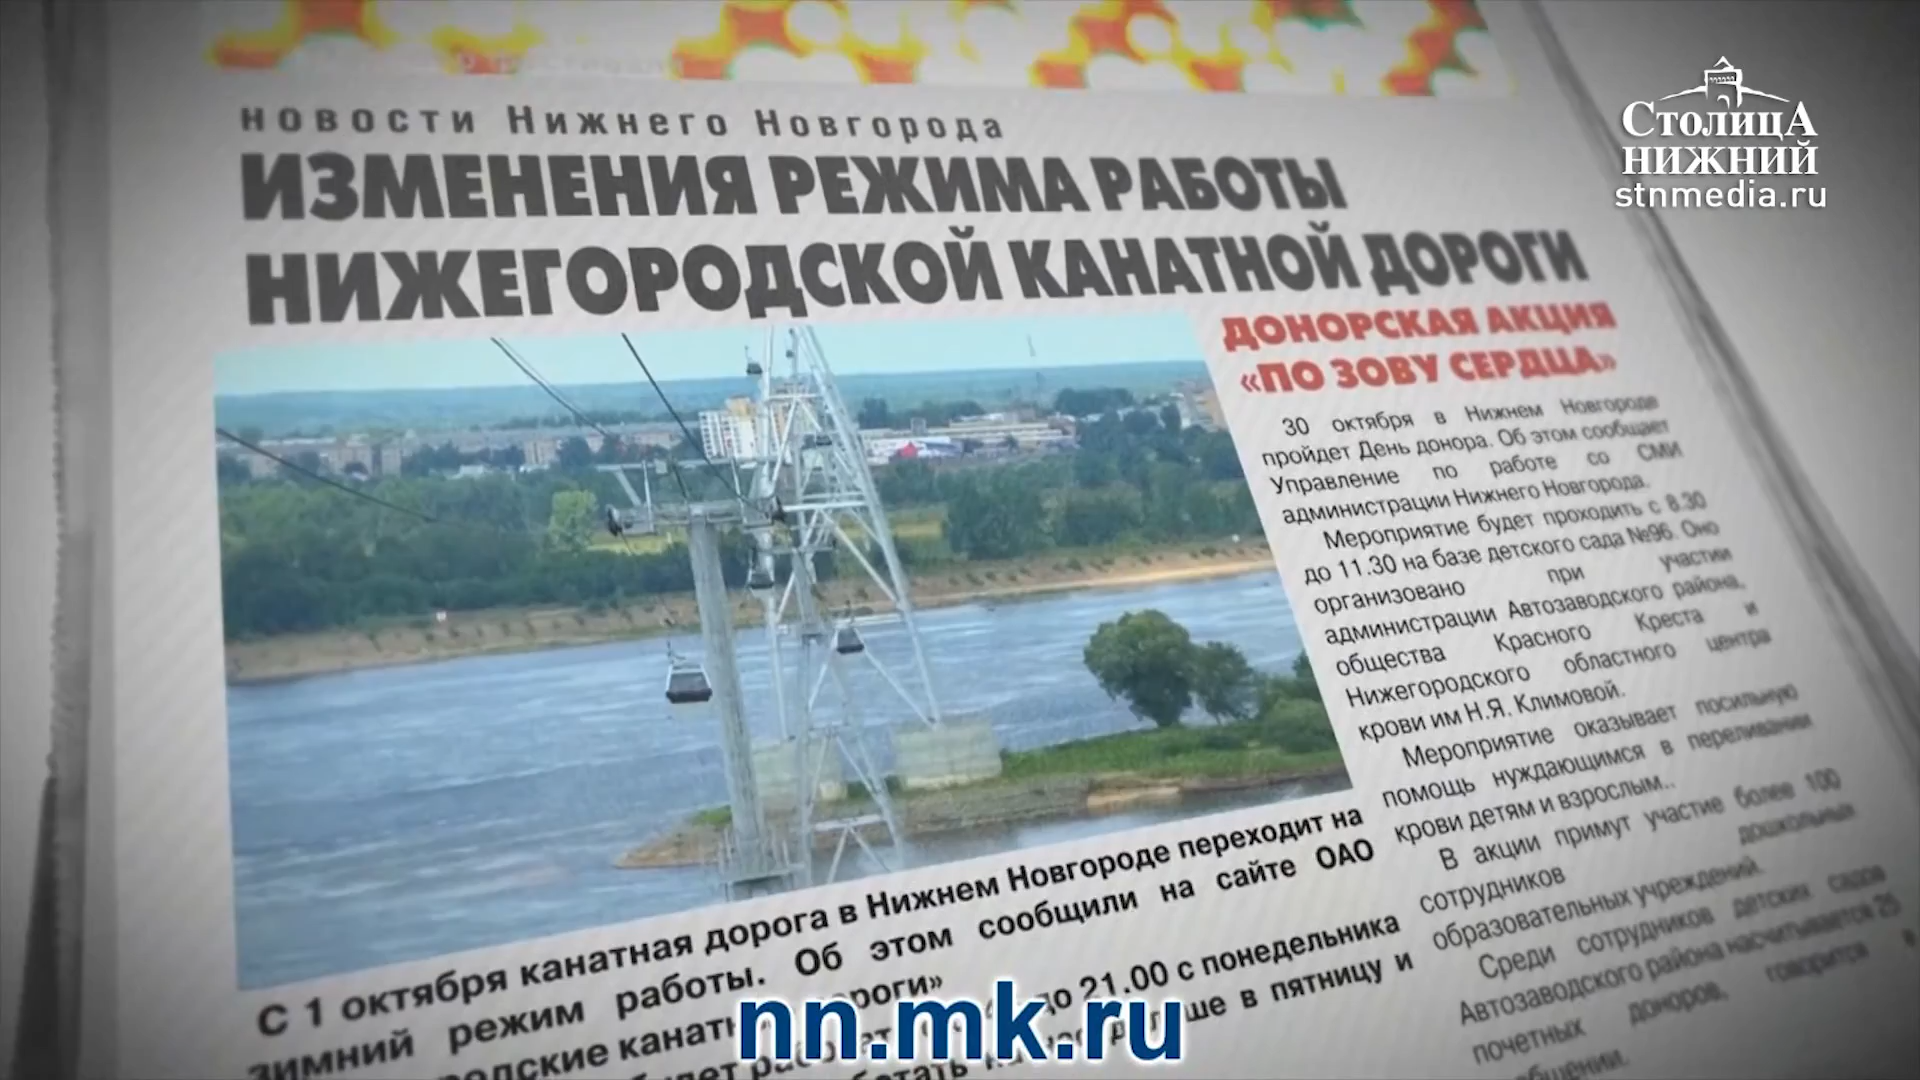 новости Нижнего Новгорода
ИЗМЕНЕНИЯ РЕЖИМА РАБОТЫ
НИЖЕГОРОДСКОЙ КАНАТНОЙ ДОРОГИ
СТОЛИЦА
НИЖНИЙ
stnmedia.ru
ДОНОРСКАЯ АКЦИЯ
«ПО ЗОВУ СЕРДЦА»
30 октября в Нижнем Новгороде
пройдет День донора. Об этом сообщает
Управление по работе со СМИ
администрации Нижнего Новгорода.
Мероприятие будет проходить с 8.30
до 11.30 на базе детского сада №96. Оно
организовано при участии
администрации Автозаводского района,
общества Красного Креста и
Нижегородского областного центра
крови им Н.Я. Климовой.
Мероприятие оказывает посильную
помощь нуждающимся в переливании
крови детям и взрослым..
В акции примут участие более 100
сотрудников дошкольных
образовательных учреждений.
Среди сотрудников детских садов
Автозаводского района насчитывается 25
почетных доноров, говорится в
С 1 октября канатная дорога в Нижнем Новгороде переходит на
зимний режим работы. Об этом сообщили на сайте ОАО
до 21.00 с понедельника
в пятницу и
nn.mk.ru